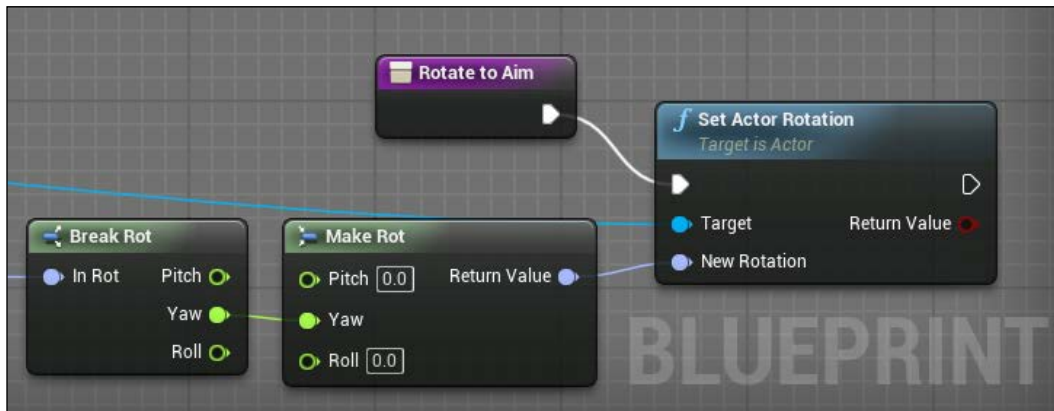 Rotate to Aim
f Set Actor Rotation
Target is Actor
Target Return Value
New Rotation
Break Rot
In Rot Pitch
Yaw
Roll
Make Rot
Pitch 0.0 Return Value
Yaw
Roll 0.0
BLUEPRINT